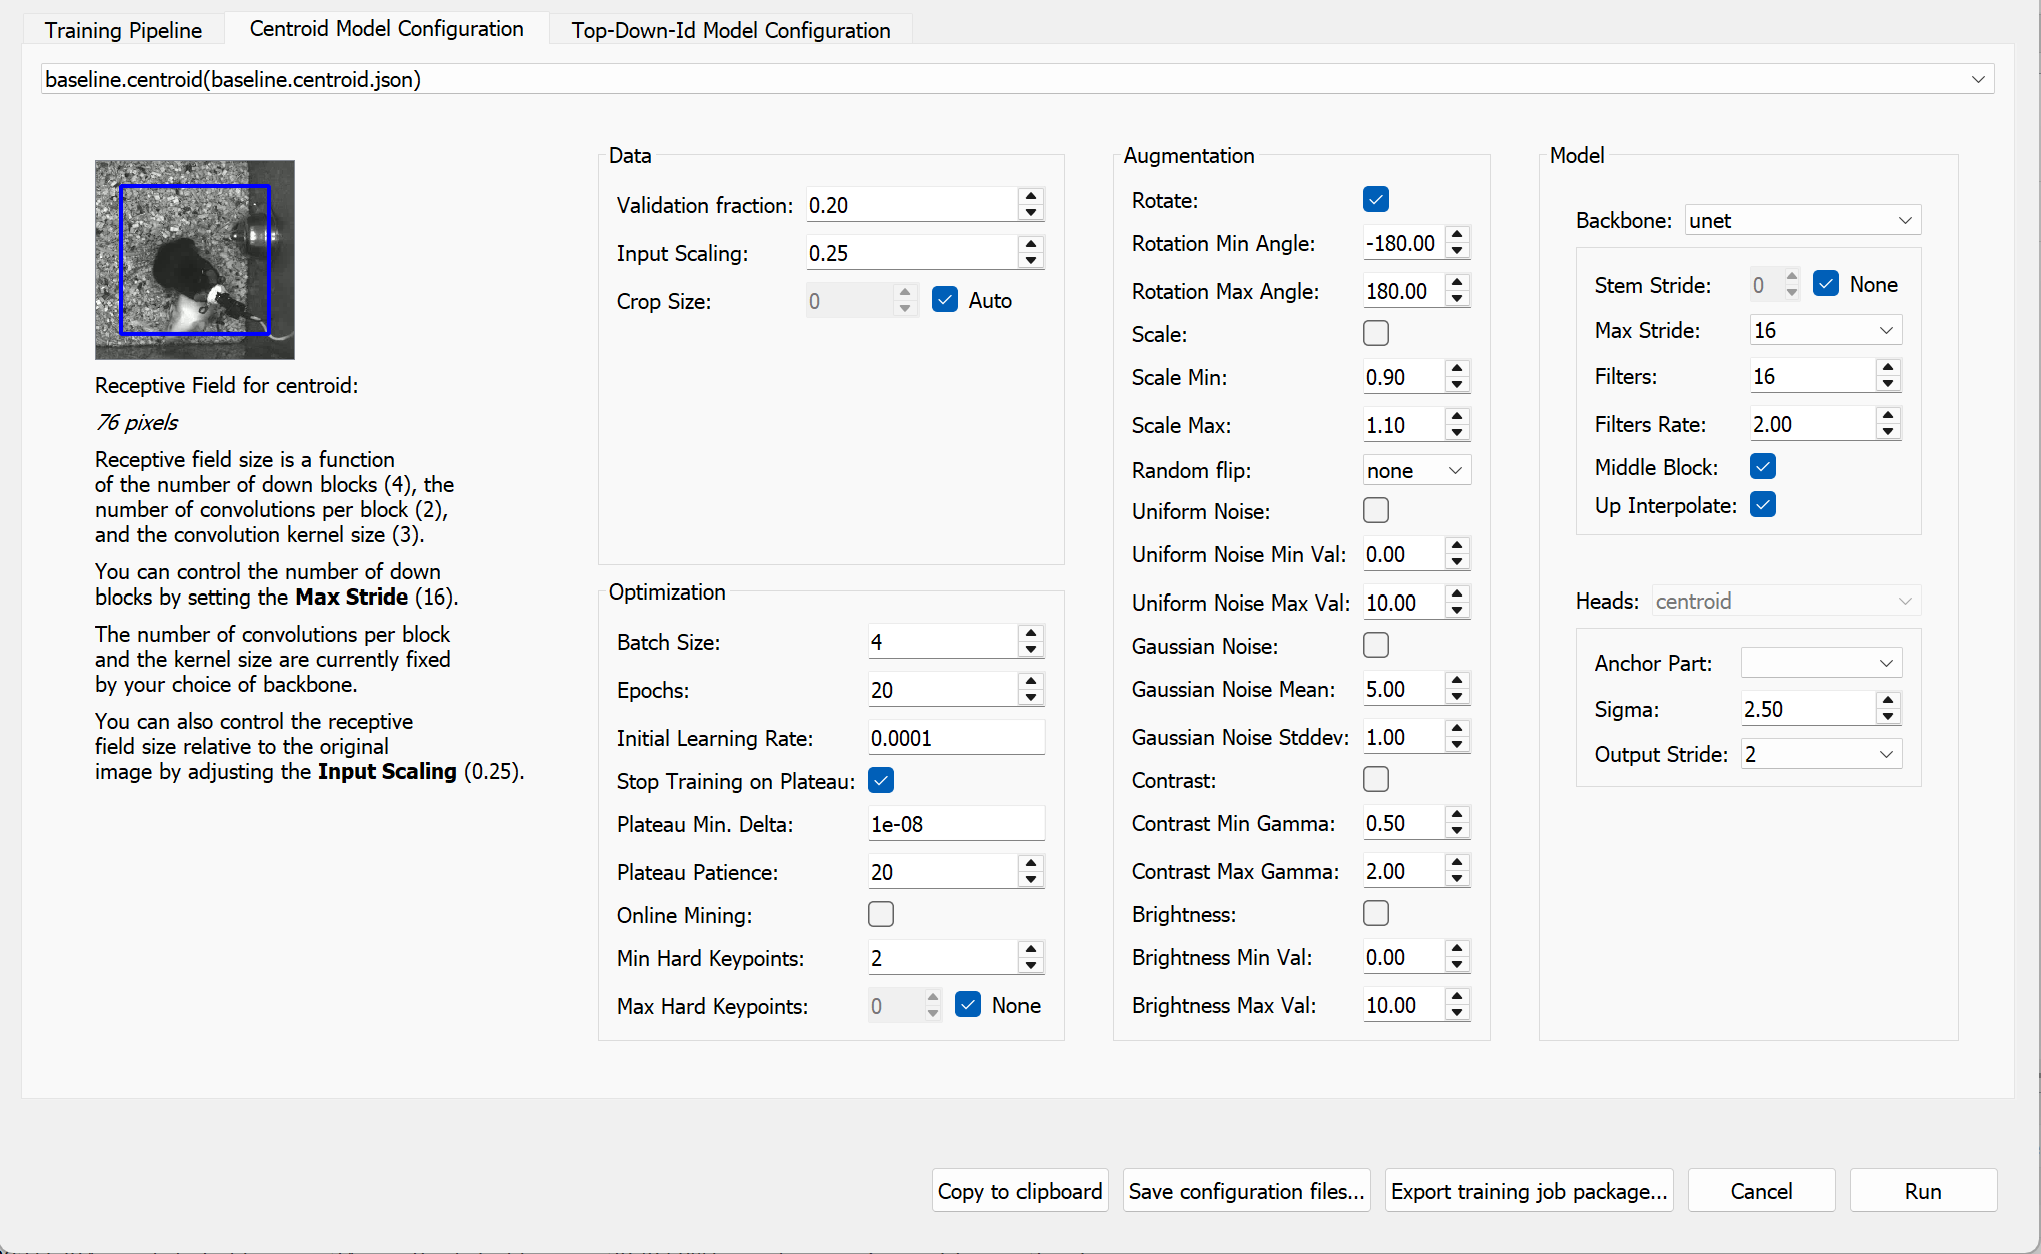 Training Pipeline
Centroid Model Configuration
Top-Down-Id Model Configuration
baseline.centroid(baseline.centroid.json)
Receptive Field for centroid:
76 pixels
Receptive field size is a function
of the number of down blocks (4), the
number of convolutions per block (2),
and the convolution kernel size (3).
You can control the number of down
blocks by setting the Max Stride (16).
The number of convolutions per block
and the kernel size are currently fixed
by your choice of backbone.
You can also control the receptive
field size relative to the original
image by adjusting the Input Scaling (0.25).
Data
Validation fraction: 0.20
Input Scaling: 0.25
Crop Size: 0 Auto
Optimization
Batch Size: 4
Epochs: 20
Initial Learning Rate: 0.0001
Stop Training on Plateau:
Plateau Min. Delta: 1e-08
Plateau Patience: 20
Online Mining:
Min Hard Keypoints: 2
Max Hard Keypoints: 0 None
Augmentation
Rotate:
Rotation Min Angle: -180.00
Rotation Max Angle: 180.00
Scale:
Scale Min: 0.90
Scale Max: 1.10
Random flip: none
Uniform Noise:
Uniform Noise Min Val: 0.00
Uniform Noise Max Val: 10.00
Gaussian Noise:
Gaussian Noise Mean: 5.00
Gaussian Noise Stddev: 1.00
Contrast:
Contrast Min Gamma: 0.50
Contrast Max Gamma: 2.00
Brightness:
Brightness Min Val: 0.00
Brightness Max Val: 10.00
Model
Backbone: unet
Stem Stride: 0 None
Max Stride: 16
Filters: 16
Filters Rate: 2.00
Middle Block:
Up Interpolate:
Heads: centroid
Anchor Part:
Sigma: 2.50
Output Stride: 2
Copy to clipboard
Save configuration files...
Export training job package...
Cancel
Run